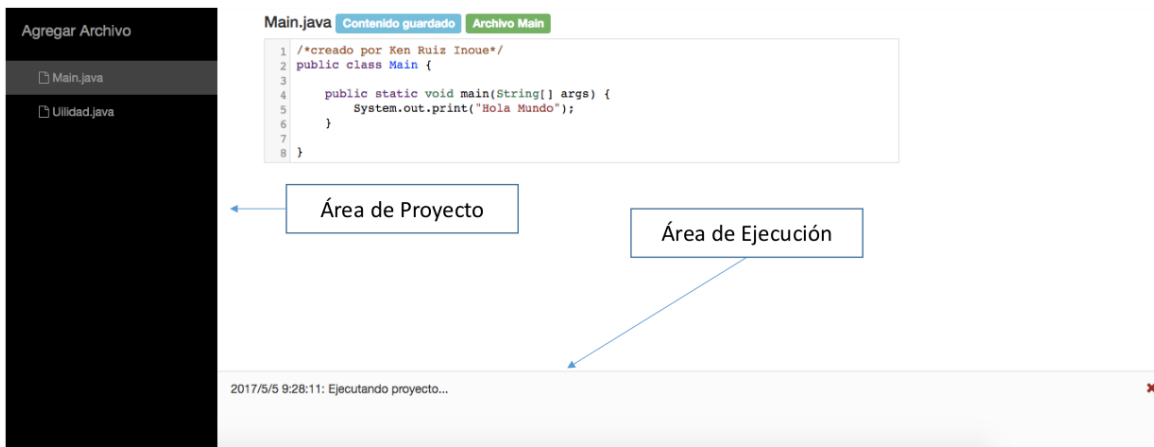 Agregar Archivo
Main.java
Uilidad.java
Main.java Contenido guardado Archivo Main
1 /*creado por Ken Ruiz Inoue*/
2 public class Main {
3
4 public static void main(String[] args) {
5 System.out.print("Hola Mundo");
6 }
7
8 }
Área de Proyecto
Área de Ejecución
2017/5/5 9:28:11: Ejecutando proyecto...